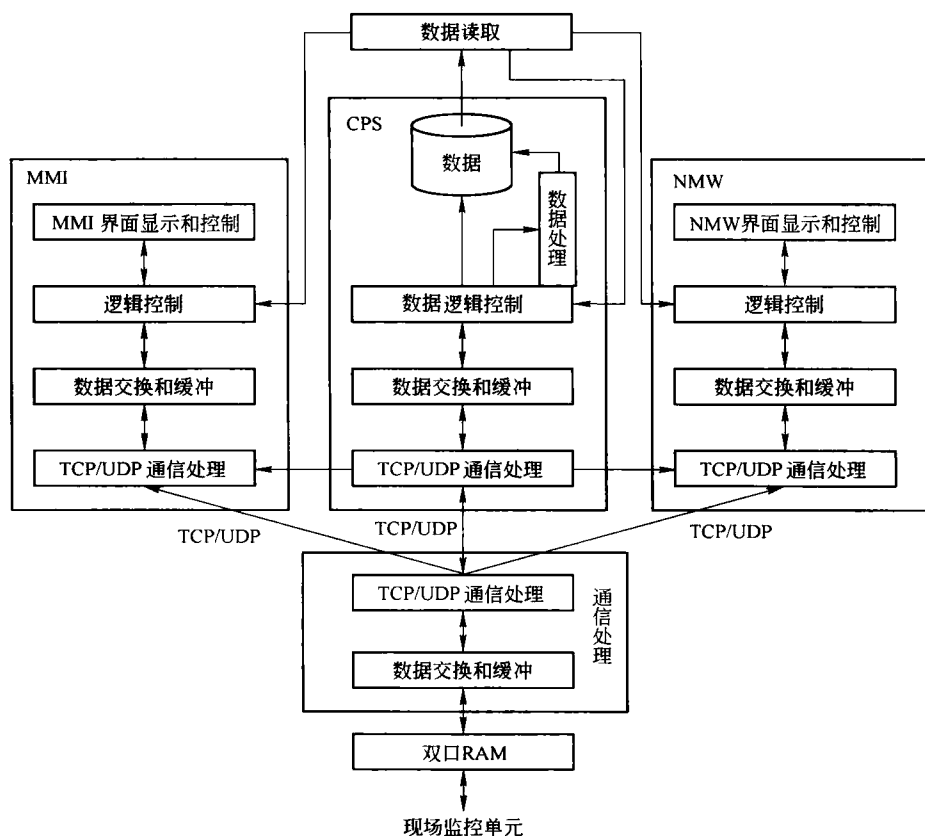 数据读取
CPS
数据
数据处理
MMI
MMI 界面显示和控制
逻辑控制
数据交换和缓冲
TCP/UDP 通信处理
数据逻辑控制
数据交换和缓冲
TCP/UDP 通信处理
NMW
NMW界面显示和控制
逻辑控制
数据交换和缓冲
TCP/UDP 通信处理
TCP/UDP
TCP/UDP
TCP/UDP
TCP/UDP 通信处理
数据交换和缓冲
通信处理
双口RAM
现场监控单元